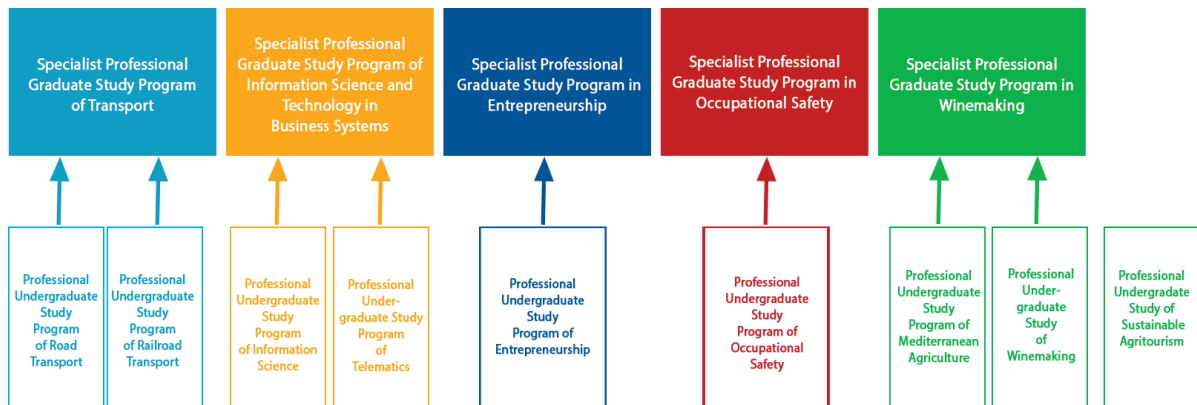 Specialist Professional
Graduate Study Program
of Transport
Specialist Professional
Graduate Study Program of
Information Science and
Technology in
Business Systems
Specialist Professional
Graduate Study Program in
Entrepreneurship
Specialist Professional
Graduate Study Program in
Occupational Safety
Specialist Professional
Graduate Study Program in
Winemaking
Professional
Undergraduate
Study
Program
of Road
Transport
Professional
Undergraduate
Study
Program
of Railroad
Transport
Professional
Undergraduate
Study
Program
of Information
Science
Professional
Under-
graduate Study
Program
of
Telematics
Professional
Undergraduate
Study
Program of
Entrepreneurship
Professional
Undergraduate
Study
Program of
Occupational
Safety
Professional
Undergraduate
Study
Program of
Mediterranean
Agriculture
Professional
Under-
graduate
Study
of
Winemaking
Professional
Undergradate
Study of
Sustainable
Agritourism